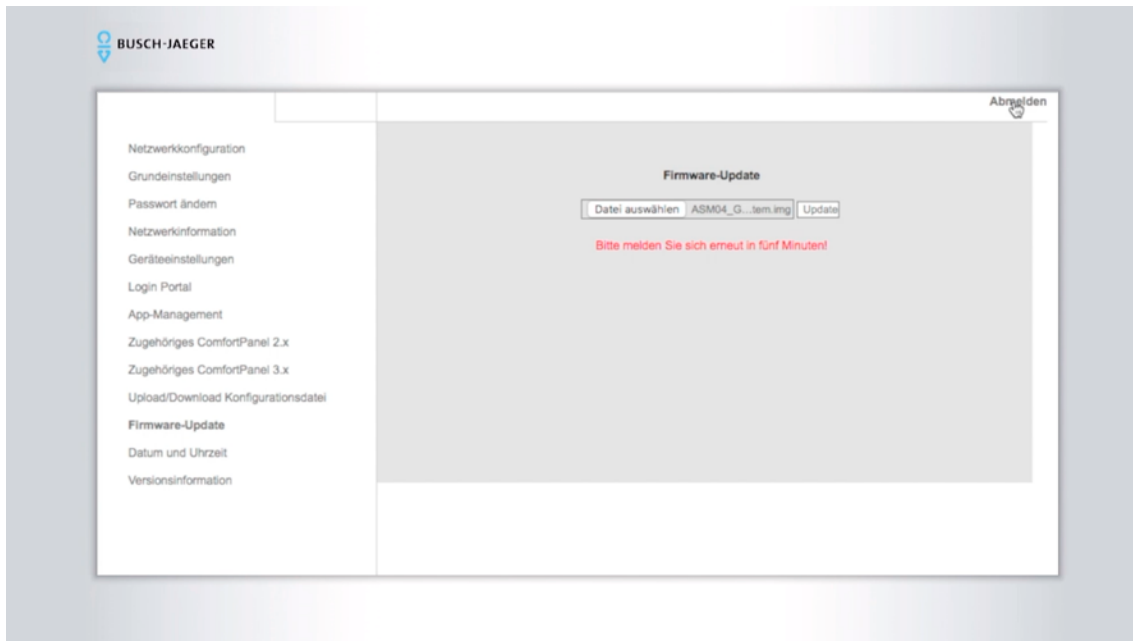 BUSCH-JAEGER
Abmelden
Netzwerkkonfiguration
Grundeinstellungen
Passwort ändern
Netzwerkinformation
Geräteeinstellungen
Login Portal
App-Management
Zugehöriges ComfortPanel 2.x
Zugehöriges ComfortPanel 3.x
Upload/Download Konfigurationsdatei
Firmware-Update
Datum und Uhrzeit
Versionsinformation
Firmware-Update
Datei auswählen ASM04_G...tem.img Update
Bitte melden Sie sich erneut in fünf Minuten!